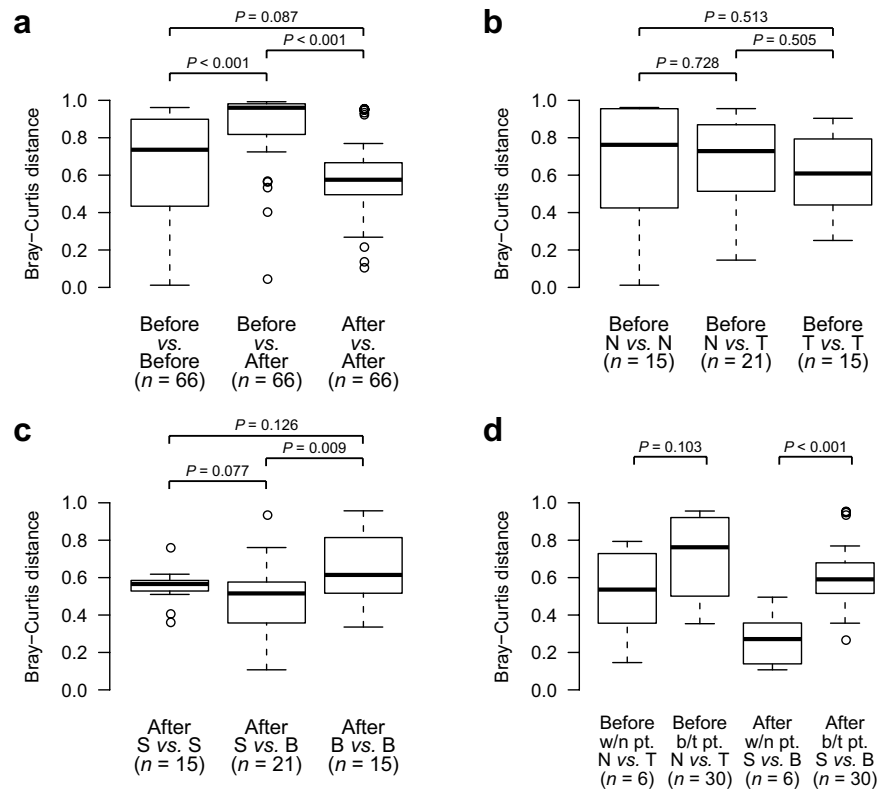 a
P = 0.087
P < 0.001
P < 0.001
Bray−Curtis distance
1.0
0.8
0.6
0.4
0.2
0.0
Before
vs.
Before
(n = 66)
Before
vs.
After
(n = 66)
After
vs.
After
(n = 66)
b
P = 0.513
P = 0.505
P = 0.728
Bray−Curtis distance
1.0
0.8
0.6
0.4
0.2
0.0
Before
N vs. N
(n = 15)
Before
N vs. T
(n = 21)
Before
T vs. T
(n = 15)
c
P = 0.126
P = 0.009
P = 0.077
Bray−Curtis distance
1.0
0.8
0.6
0.4
0.2
0.0
After
S vs. S
(n = 15)
After
S vs. B
(n = 21)
After
B vs. B
(n = 15)
d
P = 0.103
P < 0.001
Bray−Curtis distance
1.0
0.8
0.6
0.4
0.2
0.0
Before
w/n pt.
N vs. T
(n = 6)
Before
b/t pt.
N vs. T
(n = 30)
After
w/n pt.
S vs. B
(n = 6)
After
b/t pt.
S vs. B
(n = 30)